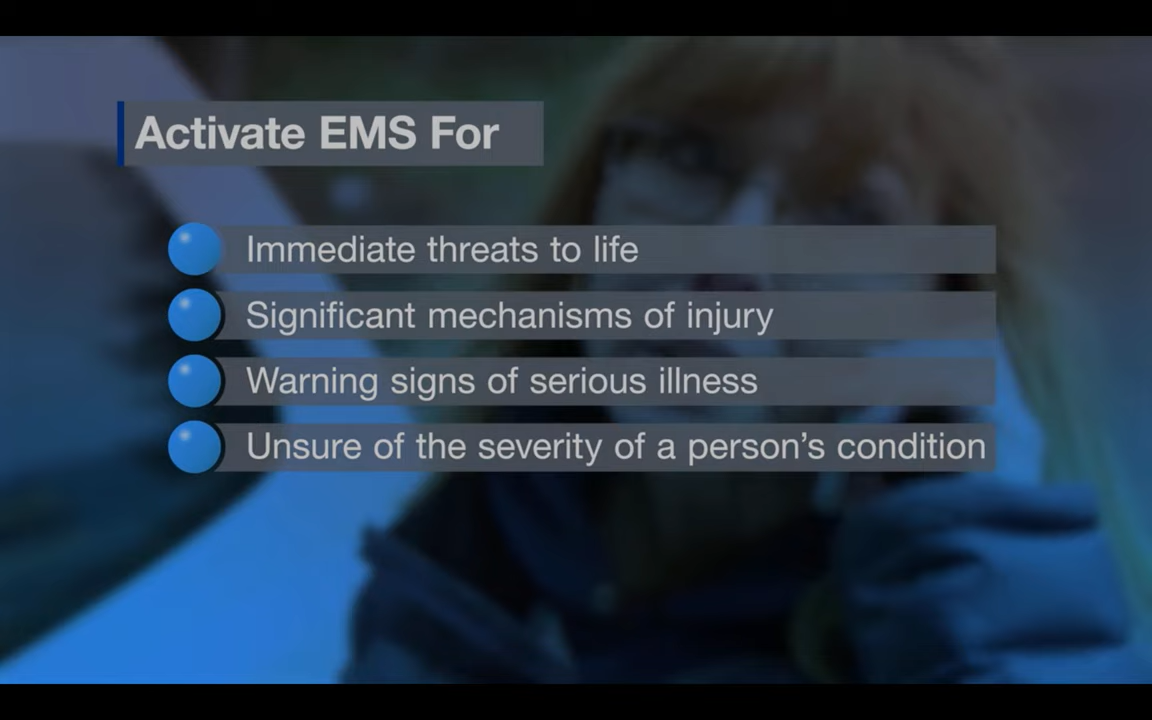 Activate EMS For
Immediate threats to life
Significant mechanisms of injury
Warning signs of serious illness
Unsure of the severity of a person's condition